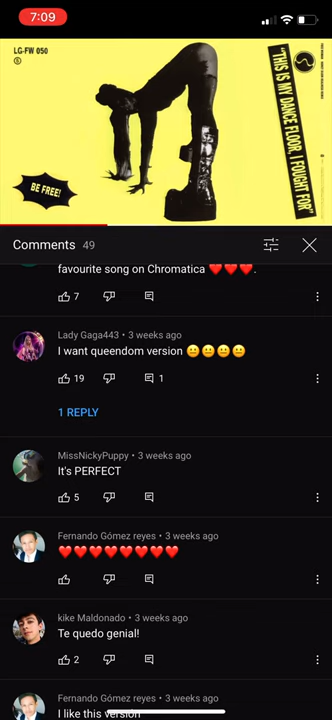 7:09
LG-FW 050
BE FREE!
"THIS IS MY DANCE FLOOR, I FOUGHT FOR"
Comments 49
favourite song on Chromatica ❤️❤️❤️.
7
Lady Gaga443 • 3 weeks ago
I want queendom version 😐😐😐😐
19
1
1 REPLY
MissNickyPuppy • 3 weeks ago
It's PERFECT
5
Fernando Gómez reyes • 3 weeks ago
❤️❤️❤️❤️❤️❤️❤️❤️
kike Maldonado • 3 weeks ago
Te quedo genial!
2
Fernando Gómez reyes • 3 weeks ago
I like this version